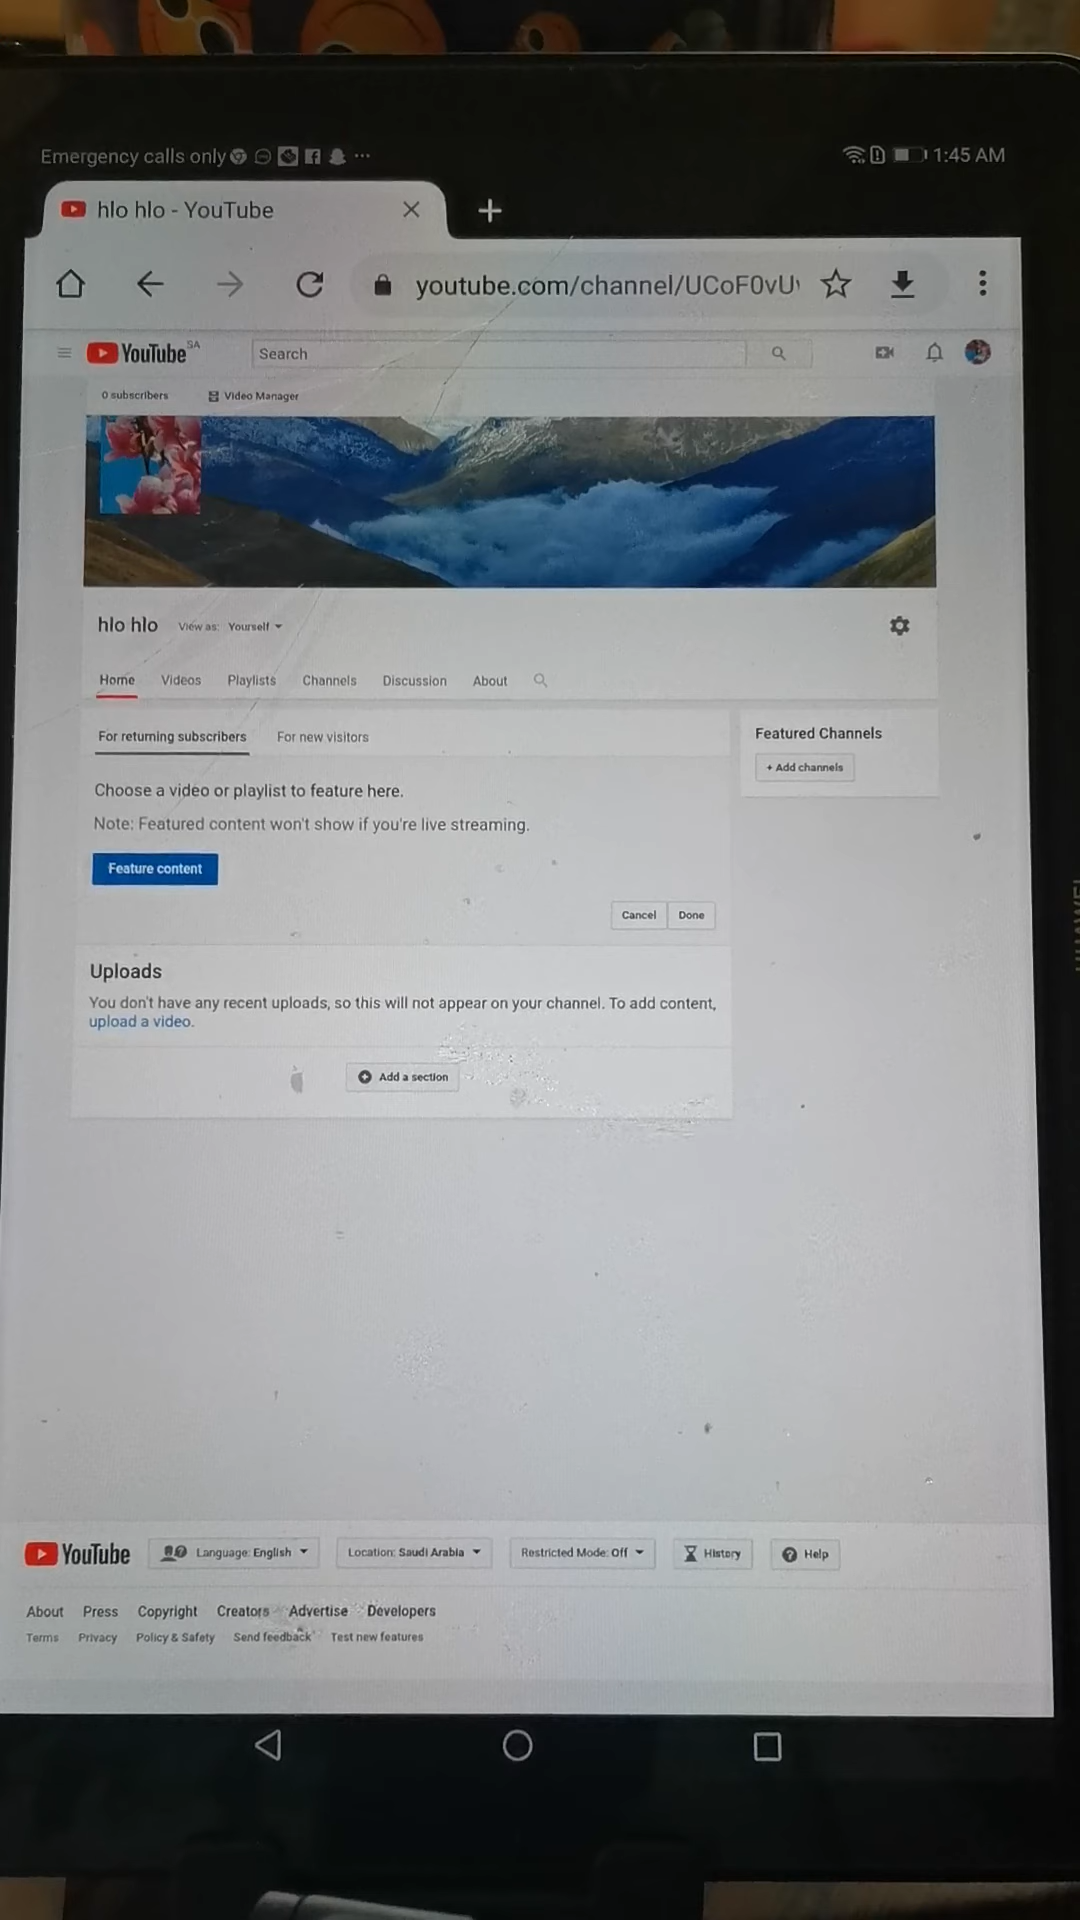 Emergency calls only
1:45 AM
hlo hlo - YouTube
youtube.com/channel/UCoF0vU
YouTube SA
Search
0 subscribers
Video Manager
hlo hlo
View as: Yourself
Home Videos Playlists Channels Discussion About
For returning subscribers
For new visitors
Featured Channels
+ Add channels
Choose a video or playlist to feature here.
Note: Featured content won't show if you're live streaming.
Feature content
Cancel
Done
Uploads
You don't have any recent uploads, so this will not appear on your channel. To add content,
upload a video.
Add a section
YouTube
Language: English
Location: Saudi Arabia
Restricted Mode: Off
History
Help
About Press Copyright Creators Advertise Developers
Terms Privacy Policy & Safety Send feedback Test new features
HUAWEI